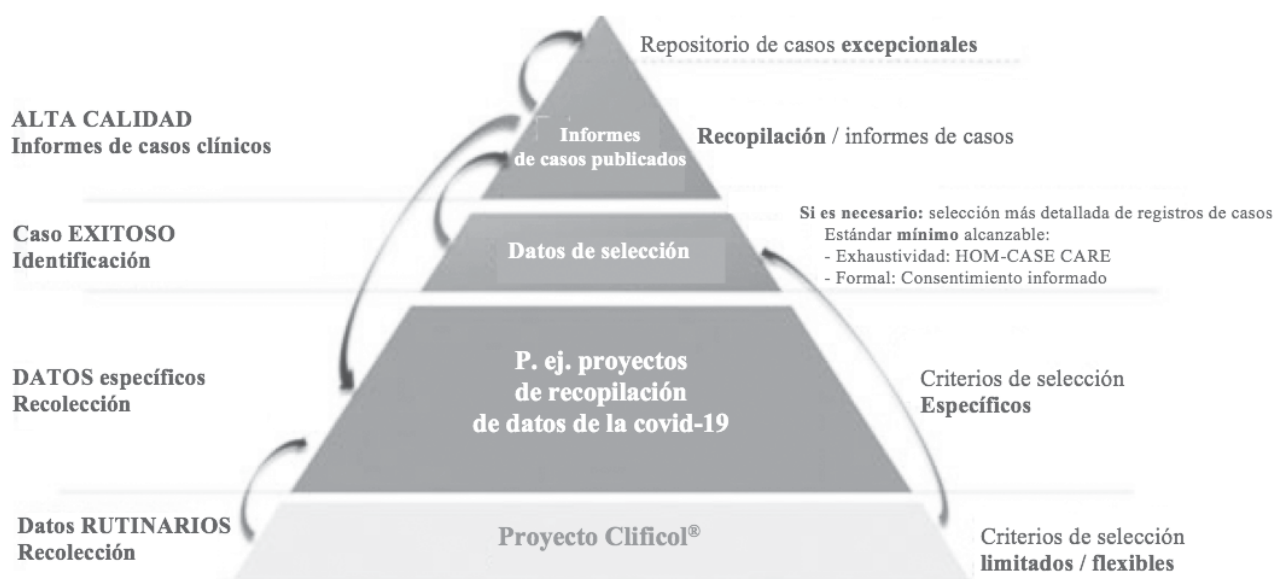 Repositorio de casos excepcionales
ALTA CALIDAD
Informes de casos clínicos
Informes
de casos publicados
Recopilación / informes de casos
Caso EXITOSO
Identificación
Datos de selección
Si es necesario: selección más detallada de registros de casos
Estándar mínimo alcanzable:
- Exhaustividad: HOM-CASE CARE
- Formal: Consentimiento informado
DATOS específicos
Recolección
P. ej. proyectos
de recopilación
de datos de la covid-19
Criterios de selección
Específicos
Datos RUTINARIOS
Recolección
Proyecto Clificol®
Criterios de selección
limitados / flexibles